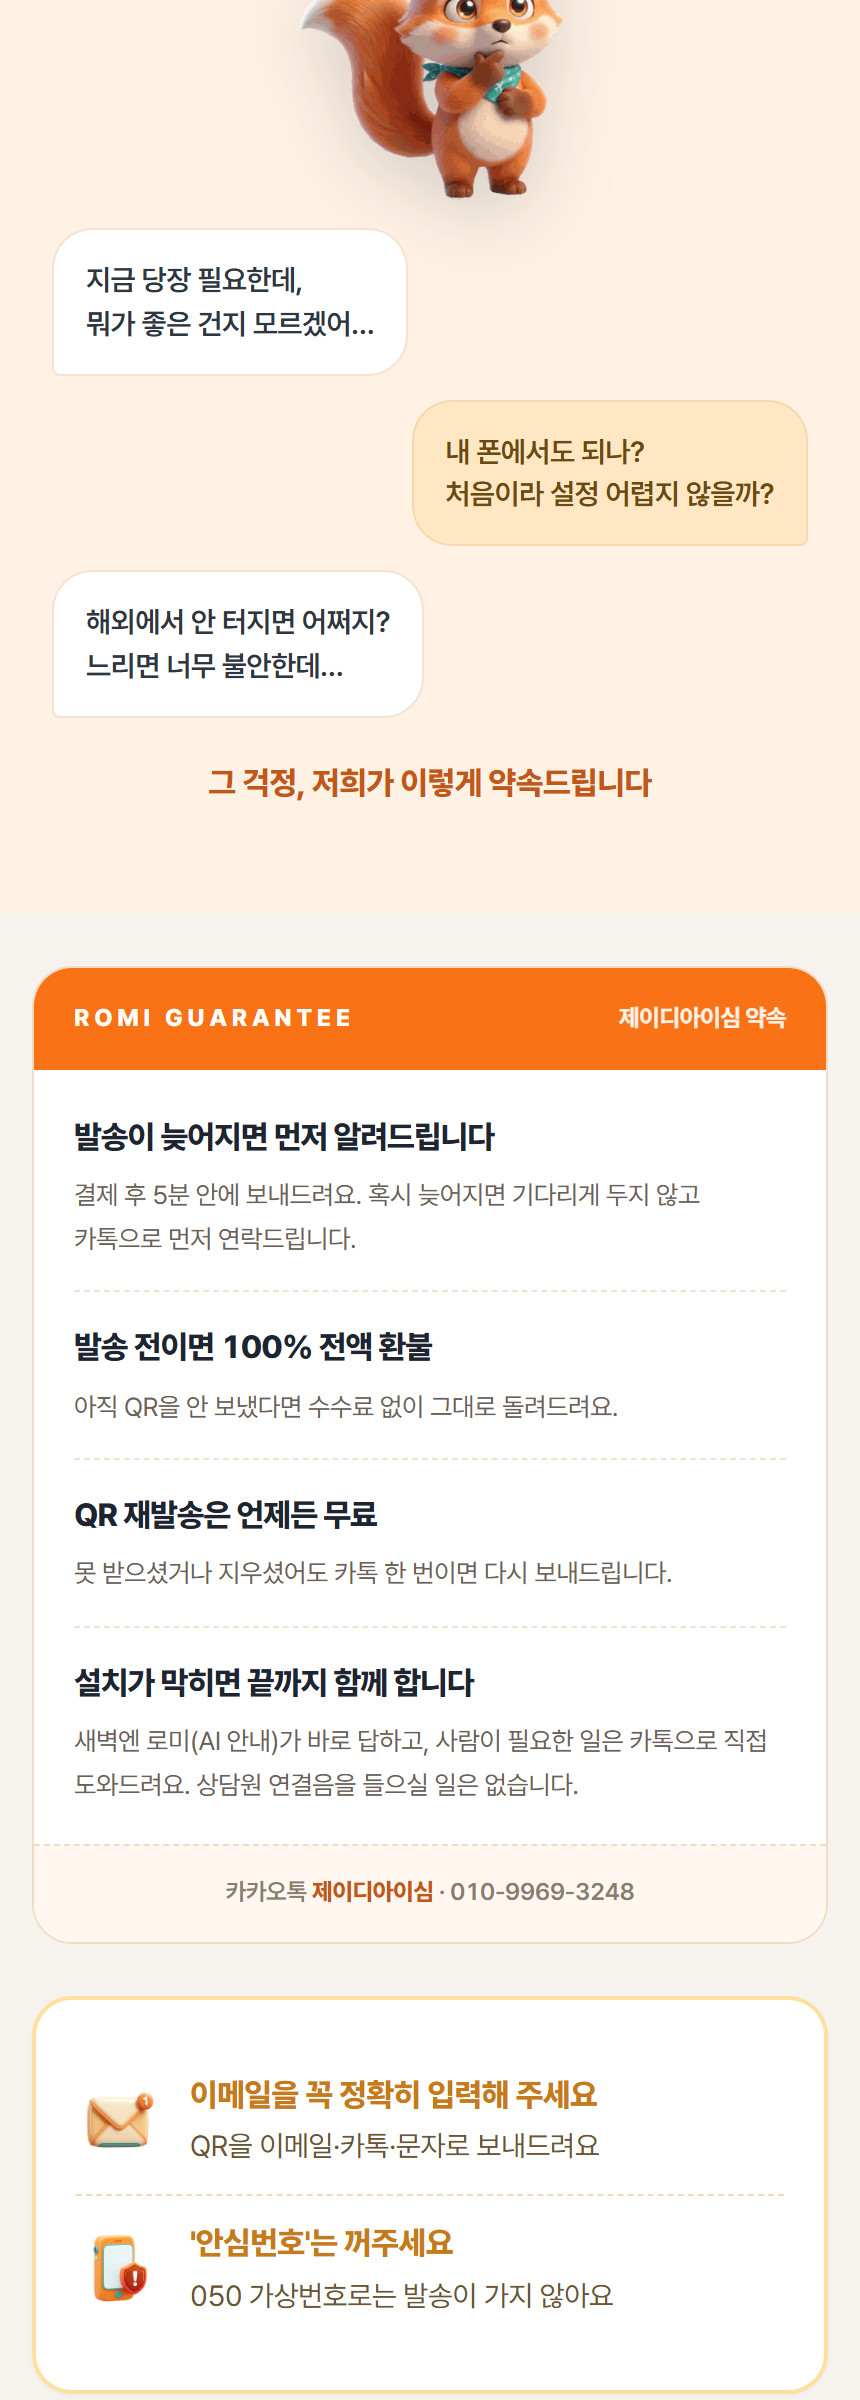 지금 당장 필요한데,
뭐가 좋은 건지 모르겠어...
내 폰에서도 되나?
처음이라 설정 어렵지 않을까?
해외에서 안 터지면 어쩌지?
느리면 너무 불안한데...
그 걱정, 저희가 이렇게 약속드립니다
ROMI GUARANTEE
제이디아이심 약속
발송이 늦어지면 먼저 알려드립니다
결제 후 5분 안에 보내드려요. 혹시 늦어지면 기다리게 두지 않고
카톡으로 먼저 연락드립니다.
발송 전이면 100% 전액 환불
아직 QR을 안 보냈다면 수수료 없이 그대로 돌려드려요.
QR 재발송은 언제든 무료
못 받으셨거나 지우셨어도 카톡 한 번이면 다시 보내드립니다.
설치가 막히면 끝까지 함께 합니다
새벽엔 로미(AI 안내)가 바로 답하고, 사람이 필요한 일은 카톡으로 직접
도와드려요. 상담원 연결음을 들으실 일은 없습니다.
카카오톡 제이디아이심 · 010-9969-3248
1
이메일을 꼭 정확히 입력해 주세요
QR을 이메일·카톡·문자로 보내드려요
!
'안심번호'는 꺼주세요
050 가상번호로는 발송이 가지 않아요